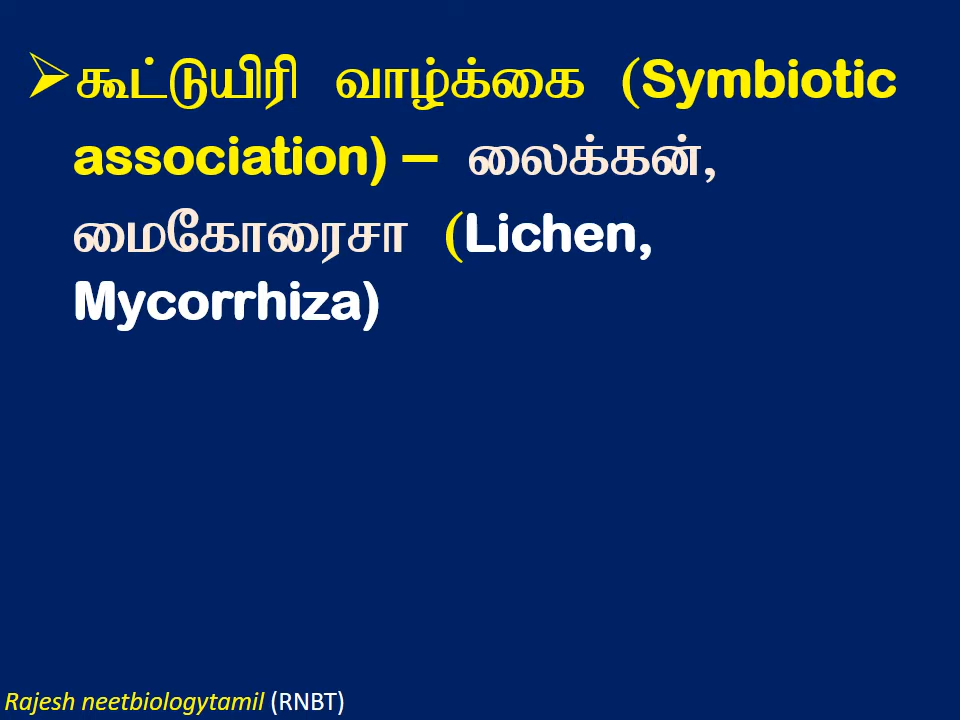 ➢கூட்டுயிரி வாழ்க்கை (Symbiotic
association) – லைக்கன்,
மைகோரைசா (Lichen,
Mycorrhiza)
Rajesh neetbiologytamil (RNBT)